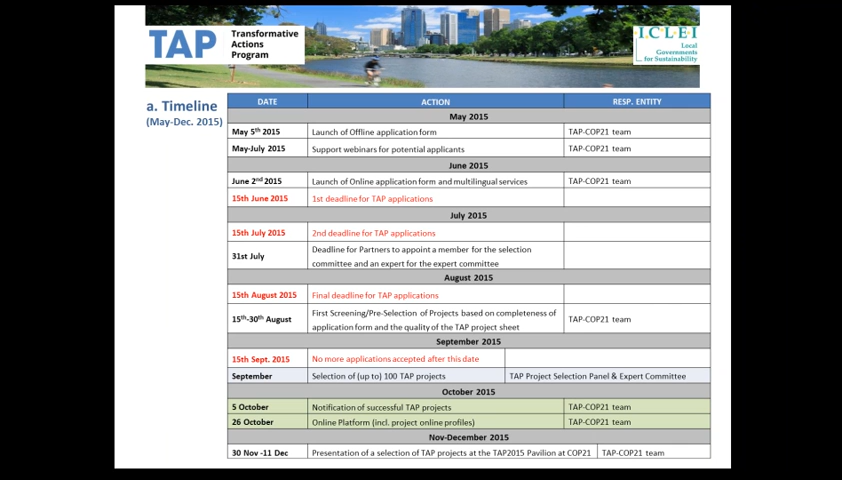 TAP
Transformative
Actions
Program
I.C.L.E.I
Local
Governments
for Sustainability
a. Timeline
(May-Dec. 2015)
DATE ACTION RESP. ENTITY
May 2015
May 5th 2015 Launch of Offline application form TAP-COP21 team
May-July 2015 Support webinars for potential applicants TAP-COP21 team
June 2015
June 2nd 2015 Launch of Online application form and multilingual services TAP-COP21 team
15th June 2015 1st deadline for TAP applications
July 2015
15th July 2015 2nd deadline for TAP applications
31st July Deadline for Partners to appoint a member for the selection
committee and an expert for the expert committee
August 2015
15th August 2015 Final deadline for TAP applications
15th-30th August First Screening/Pre-Selection of Projects based on completeness of
application form and the quality of the TAP project sheet TAP-COP21 team
September 2015
15th Sept. 2015 No more applications accepted after this date
September Selection of (up to) 100 TAP projects TAP Project Selection Panel & Expert Committee
October 2015
5 October Notification of successful TAP projects TAP-COP21 team
26 October Online Platform (incl. project online profiles) TAP-COP21 team
Nov-December 2015
30 Nov -11 Dec Presentation of a selection of TAP projects at the TAP2015 Pavilion at COP21 TAP-COP21 team